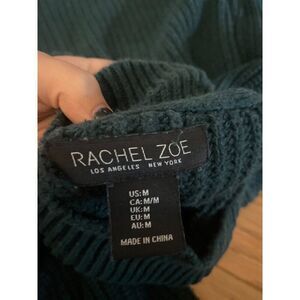 RACHEL ZOE
LOS ANGELES NEW YORK
US:M
CA:M/M
UK:M
EU:M
AU:M
MADE IN CHINA